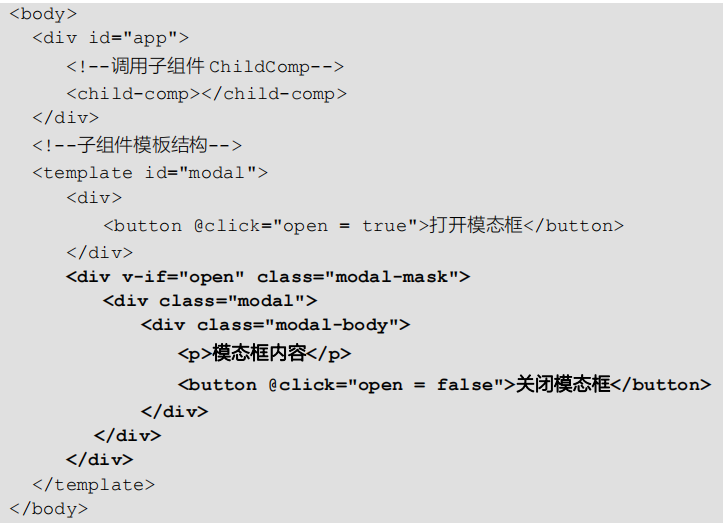 <body>
<div id="app">
<!--调用子组件 ChildComp-->
<child-comp></child-comp>
</div>
<!--子组件模板结构-->
<template id="modal">
<div>
<button @click="open = true">打开模态框</button>
</div>
<div v-if="open" class="modal-mask">
<div class="modal">
<div class="modal-body">
<p>模态框内容</p>
<button @click="open = false">关闭模态框</button>
</div>
</div>
</div>
</template>
</body>